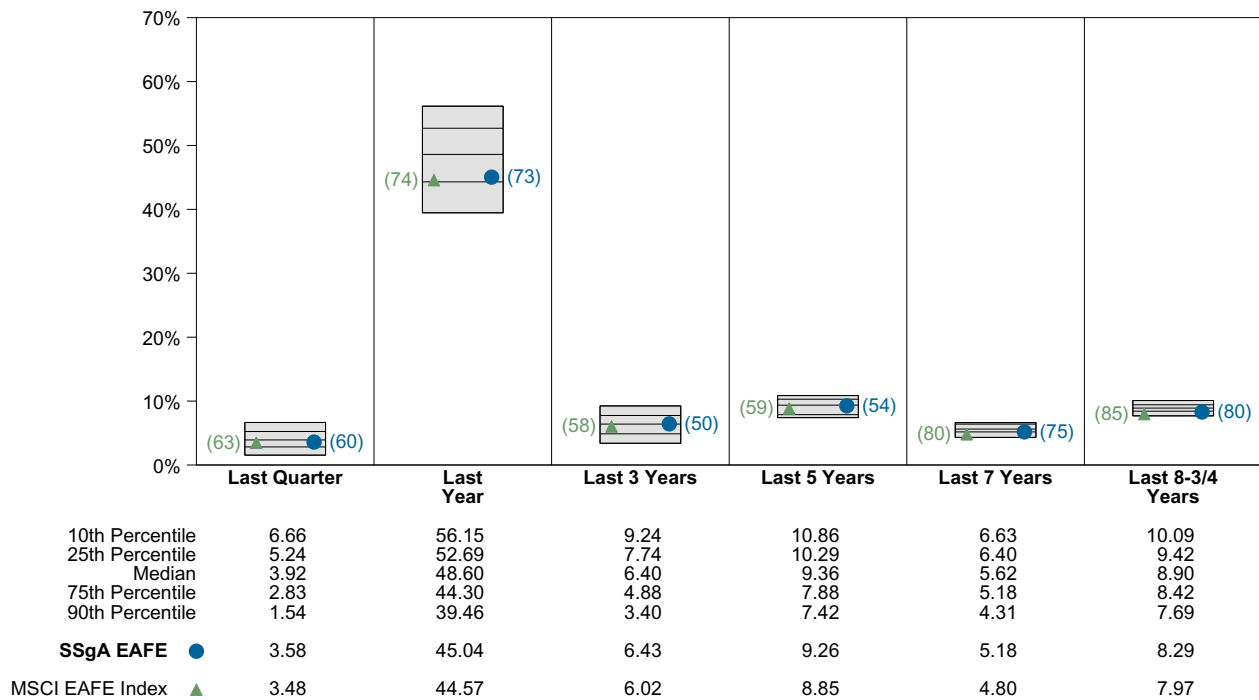 70%
60%
50%
40%
30%
20%
10%
0%
(74) (73)
(63) (60)
(58) (50)
(59) (54)
(80) (75)
(85) (80)
Last Quarter Last Year Last 3 Years Last 5 Years Last 7 Years Last 8-3/4 Years
10th Percentile 6.66 56.15 9.24 10.86 6.63 10.09
25th Percentile 5.24 52.69 7.74 10.29 6.40 9.42
Median 3.92 48.60 6.40 9.36 5.62 8.90
75th Percentile 2.83 44.30 4.88 7.88 5.18 8.42
90th Percentile 1.54 39.46 3.40 7.42 4.31 7.69
SSgA EAFE 3.58 45.04 6.43 9.26 5.18 8.29
MSCI EAFE Index 3.48 44.57 6.02 8.85 4.80 7.97